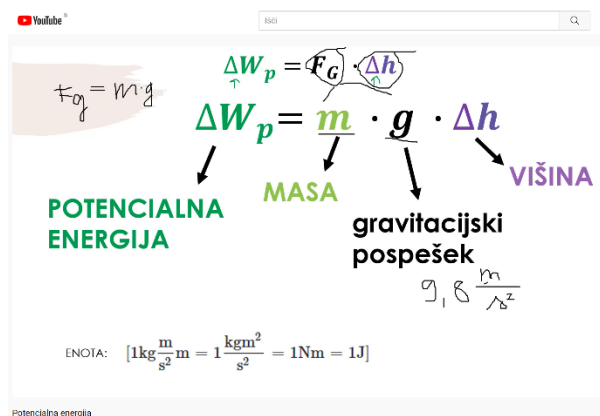 YouTube
Išči
ΔWₚ = F_G · Δh
Fg = m·g
ΔWₚ = m · g · Δh
POTENCIALNA
ENERGIJA
MASA
gravitacijski
pospešek
VIŠINA
9,8 m/s²
ENOTA: [1kg m/s² m = 1 kgm²/s² = 1Nm = 1J]
Potencialna energija